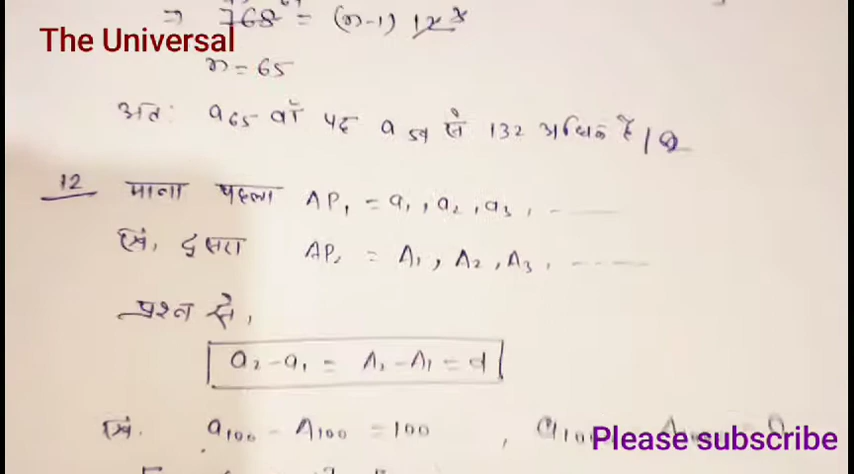 ⇒ 768 = (n-1) 12
The Universal
n = 65
अतः a65 वाँ पद a54 से 132 अधिक है।
12 माना पहला AP1 = a1, a2, a3, ------
एवं, दुसरा AP2 = A1, A2, A3, ------
प्रश्न से,
a2 - a1 = A2 - A1 = d
एवं. a100 - A100 = 100,
Please subscribe